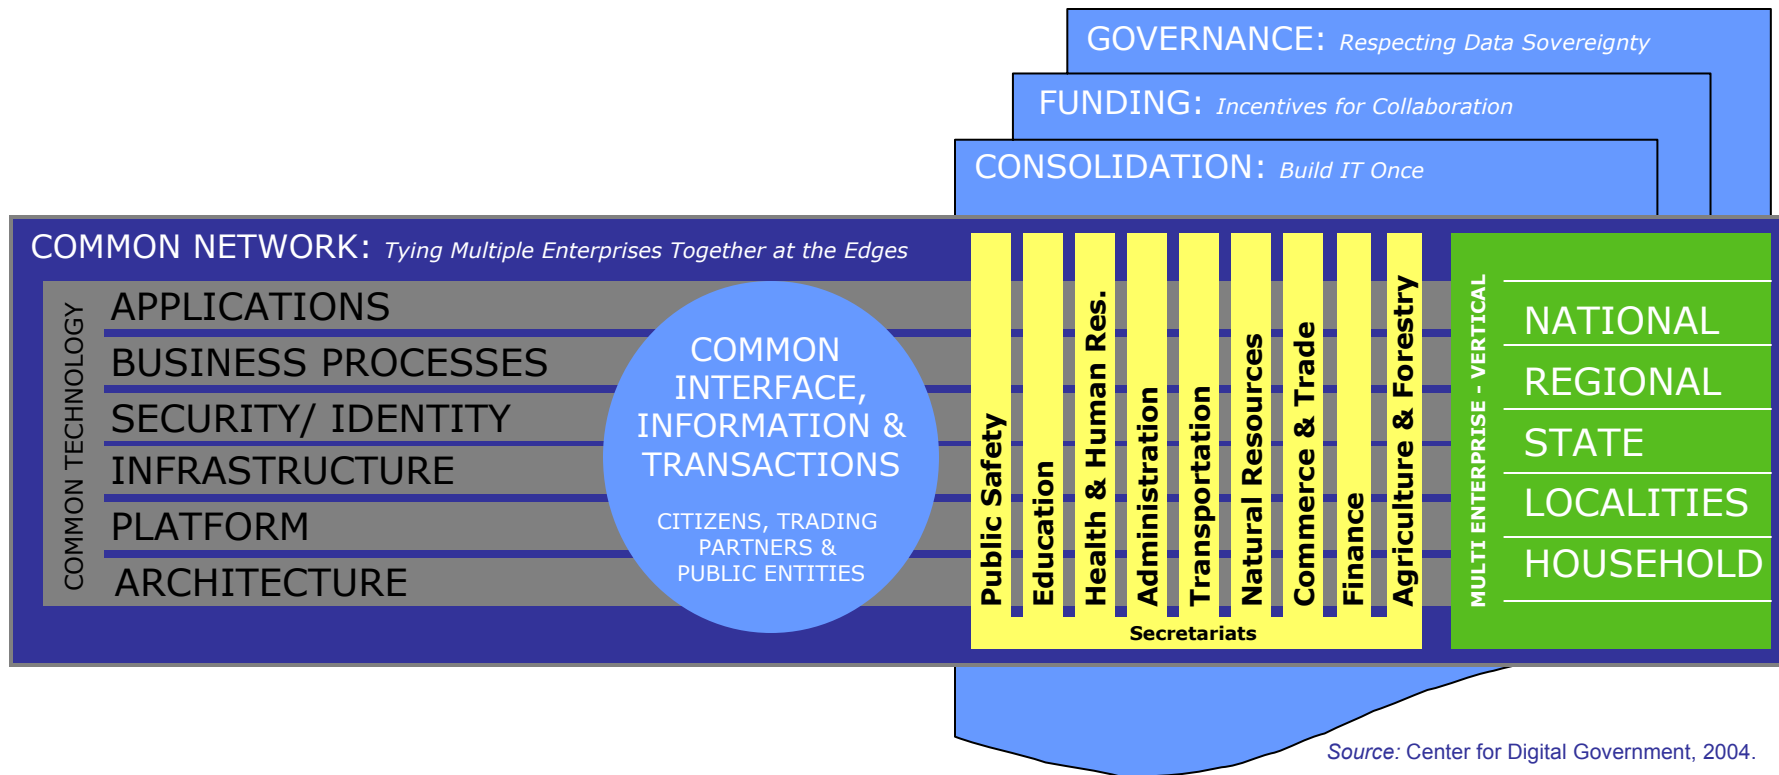 GOVERNANCE: Respecting Data Sovereignty
FUNDING: Incentives for Collaboration
CONSOLIDATION: Build IT Once
COMMON NETWORK: Tying Multiple Enterprises Together at the Edges
COMMON TECHNOLOGY
APPLICATIONS
BUSINESS PROCESSES
SECURITY/ IDENTITY
INFRASTRUCTURE
PLATFORM
ARCHITECTURE
COMMON
INTERFACE,
INFORMATION &
TRANSACTIONS
CITIZENS, TRADING
PARTNERS &
PUBLIC ENTITIES
Public Safety
Education
Health & Human Res.
Administration
Transportation
Natural Resources
Commerce & Trade
Finance
Agriculture & Forestry
Secretariats
MULTI ENTERPRISE – VERTICAL
NATIONAL
REGIONAL
STATE
LOCALITIES
HOUSEHOLD
Source: Center for Digital Government, 2004.